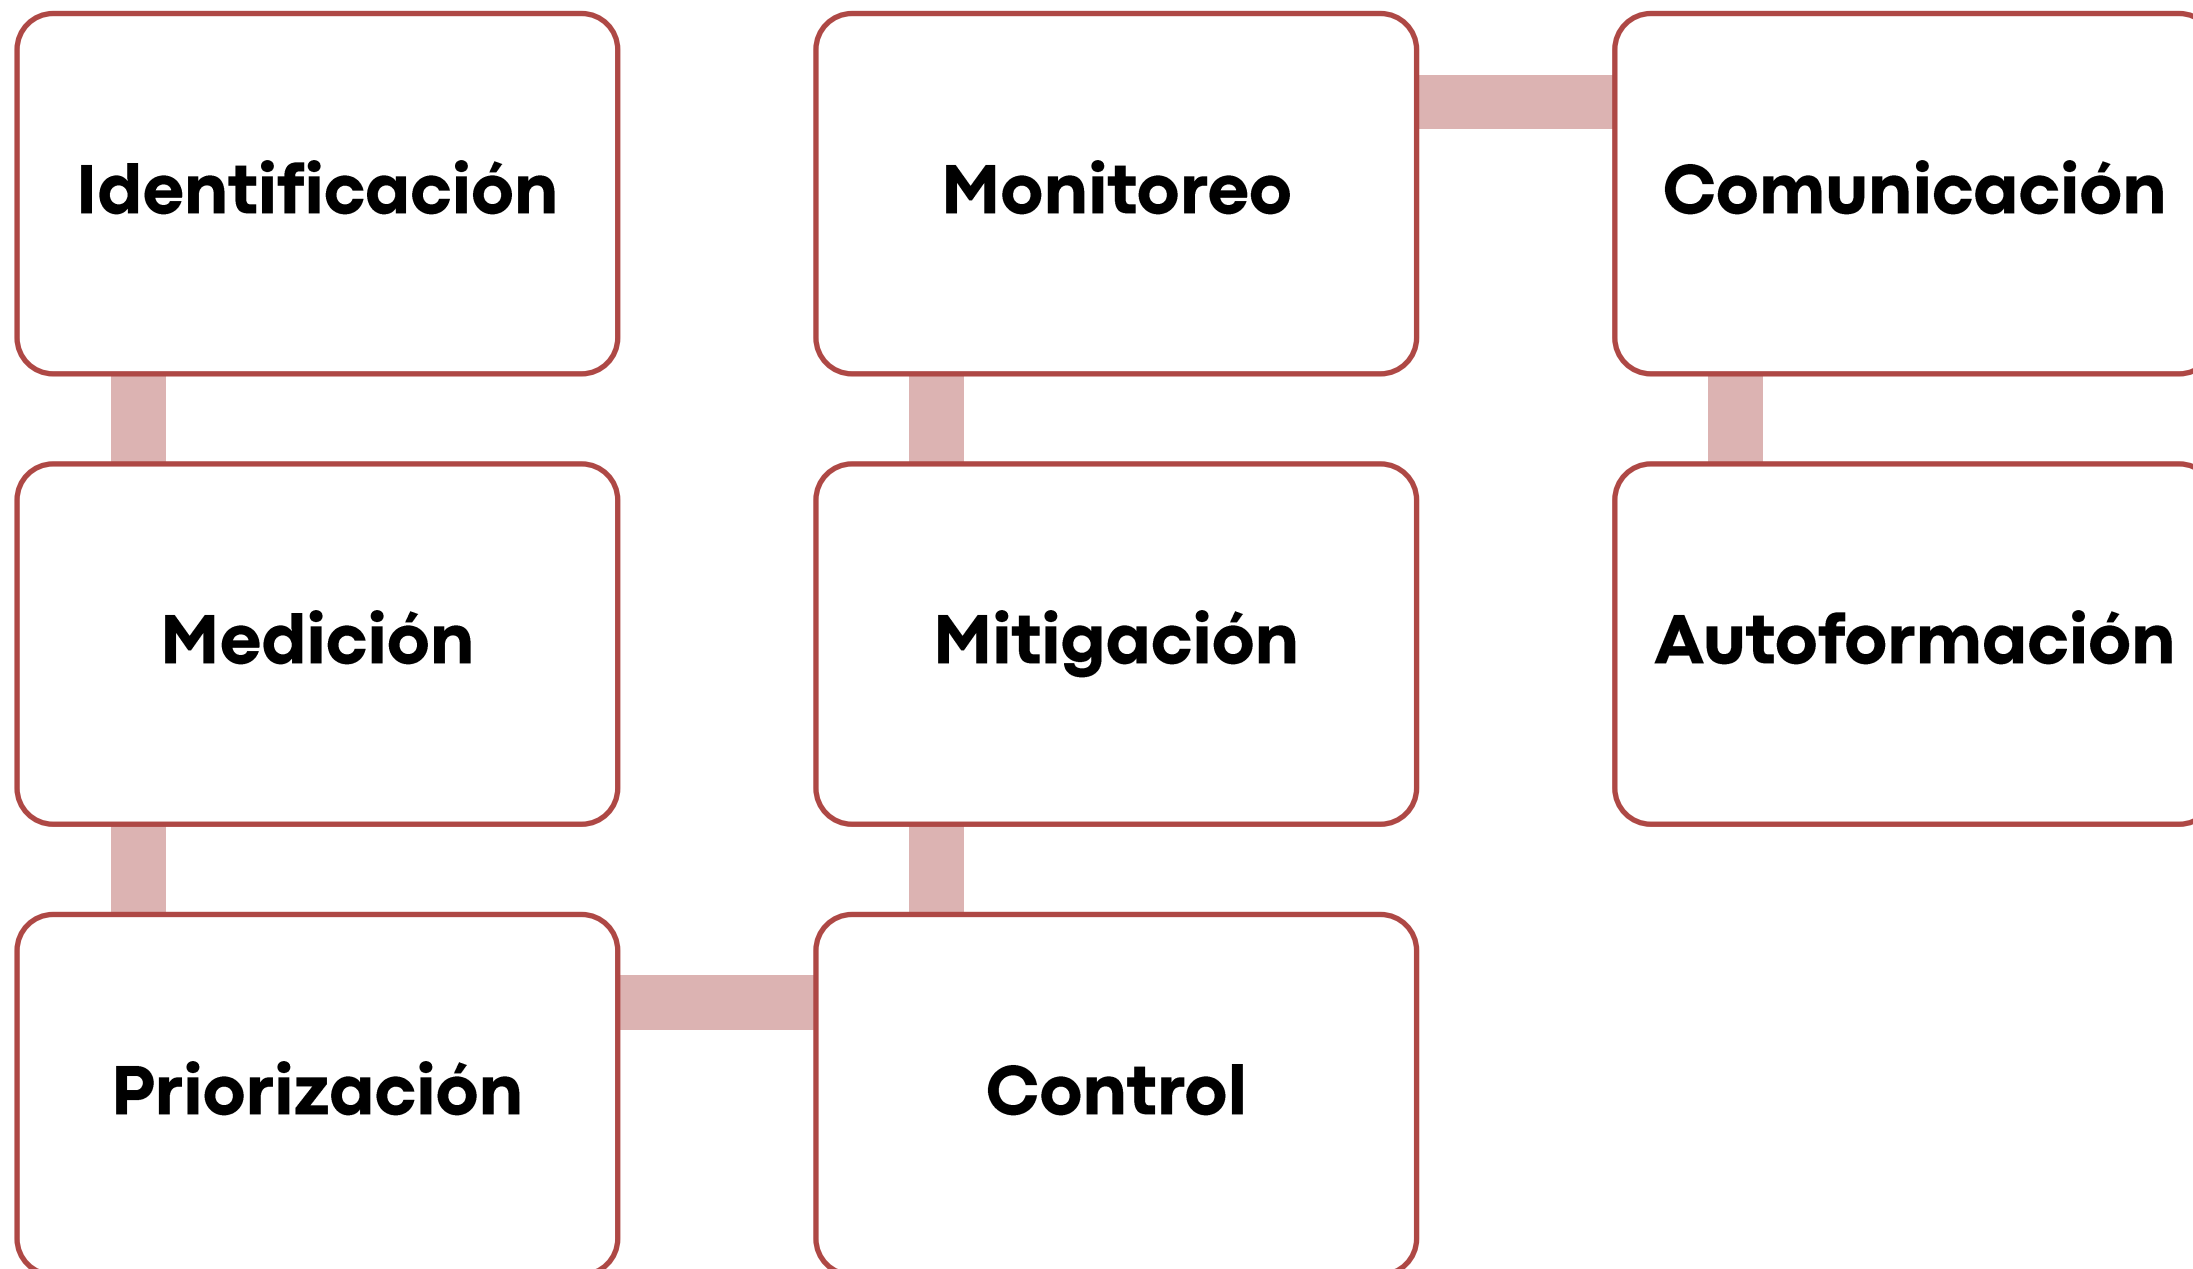 Identificación
Medición
Priorización
Control
Mitigación
Monitoreo
Comunicación
Autoformación